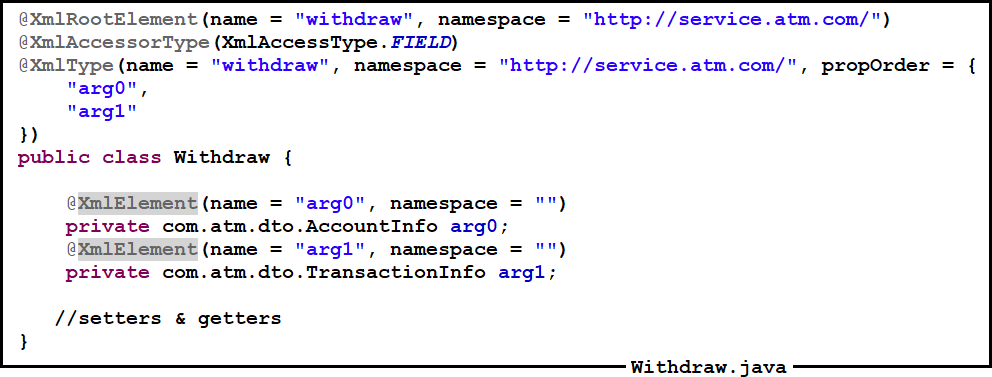 @XmlRootElement(name = "withdraw", namespace = "http://service.atm.com/")
@XmlAccessorType(XmlAccessType.FIELD)
@XmlType(name = "withdraw", namespace = "http://service.atm.com/", propOrder = {
    "arg0",
    "arg1"
})
public class Withdraw {
    @XmlElement(name = "arg0", namespace = "")
    private com.atm.dto.AccountInfo arg0;
    @XmlElement(name = "arg1", namespace = "")
    private com.atm.dto.TransactionInfo arg1;
   //setters & getters
}
Withdraw.java